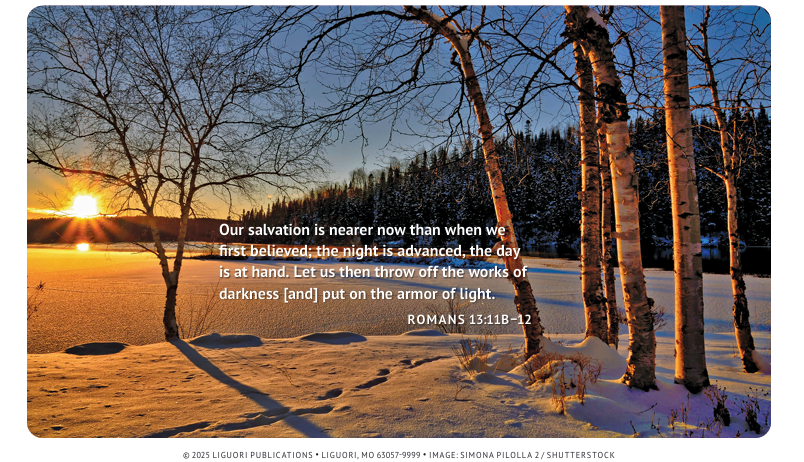 Our salvation is nearer now than when we
first believed; the night is advanced, the day
is at hand. Let us then throw off the works of
darkness [and] put on the armor of light.
ROMANS 13:11B–12
© 2025 LIGUORI PUBLICATIONS • LIGUORI, MO 63057-9999 • IMAGE: SIMONA PILOLLA 2 / SHUTTERSTOCK